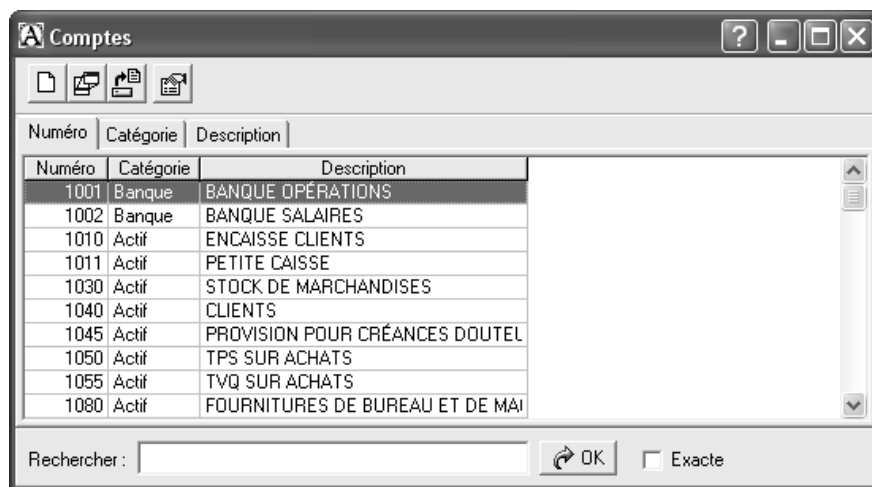 Comptes
Numéro Catégorie Description
Numéro Catégorie Description
1001 Banque BANQUE OPÉRATIONS
1002 Banque BANQUE SALAIRES
1010 Actif ENCAISSE CLIENTS
1011 Actif PETITE CAISSE
1030 Actif STOCK DE MARCHANDISES
1040 Actif CLIENTS
1045 Actif PROVISION POUR CRÉANCES DOUTEU
1050 Actif TPS SUR ACHATS
1055 Actif TVQ SUR ACHATS
1080 Actif FOURNITURES DE BUREAU ET DE MA
Rechercher : OK Exacte